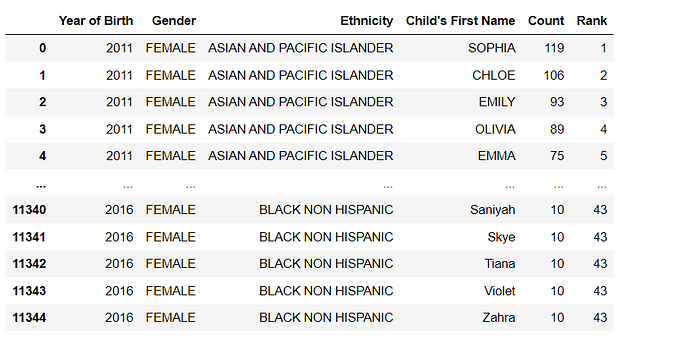 Year of Birth Gender Ethnicity Child's First Name Count Rank
0 2011 FEMALE ASIAN AND PACIFIC ISLANDER SOPHIA 119 1
1 2011 FEMALE ASIAN AND PACIFIC ISLANDER CHLOE 106 2
2 2011 FEMALE ASIAN AND PACIFIC ISLANDER EMILY 93 3
3 2011 FEMALE ASIAN AND PACIFIC ISLANDER OLIVIA 89 4
4 2011 FEMALE ASIAN AND PACIFIC ISLANDER EMMA 75 5
... ... ... ... ... ... ...
11340 2016 FEMALE BLACK NON HISPANIC Saniyah 10 43
11341 2016 FEMALE BLACK NON HISPANIC Skye 10 43
11342 2016 FEMALE BLACK NON HISPANIC Tiana 10 43
11343 2016 FEMALE BLACK NON HISPANIC Violet 10 43
11344 2016 FEMALE BLACK NON HISPANIC Zahra 10 43